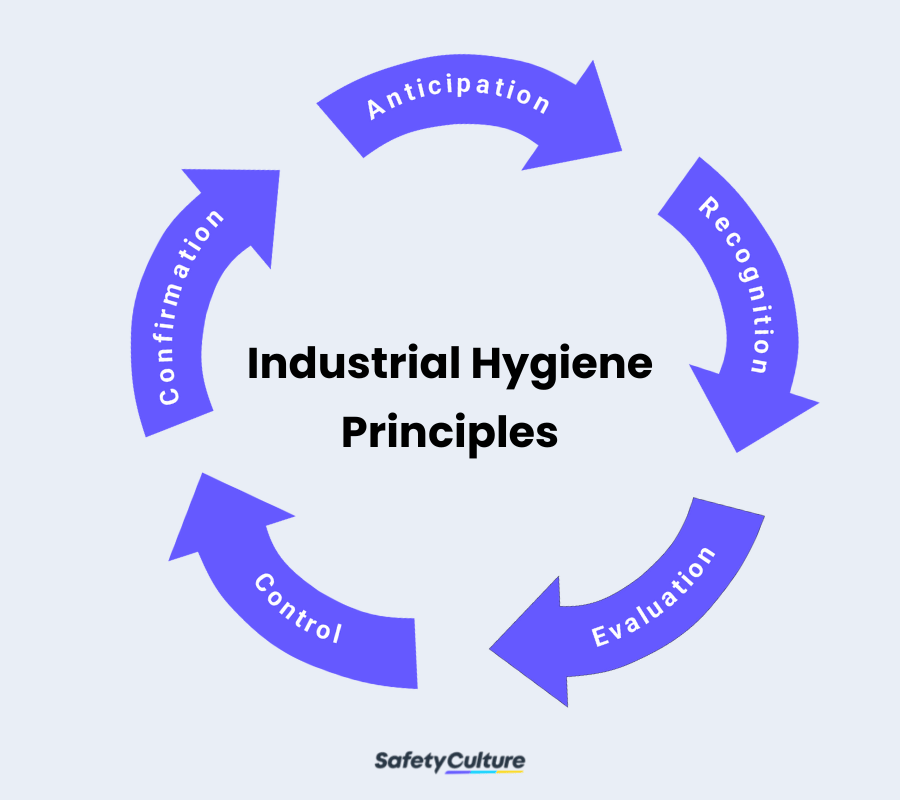 Anticipation
Recognition
Evaluation
Control
Confirmation
Industrial Hygiene
Principles
SafetyCulture